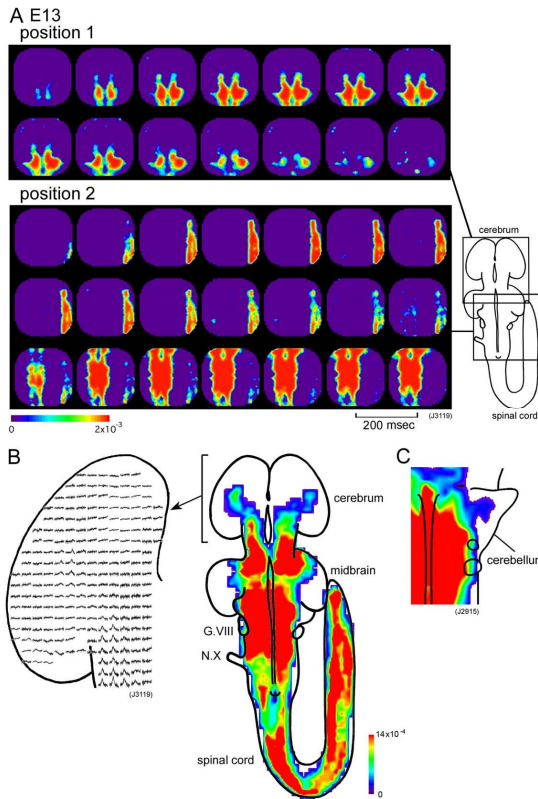 A E13
position 1
position 2
cerebrum
spinal cord
0
2x10⁻³
200 msec
(J3119)
B
C
cerebrum
midbrain
G.VIII
N.X
spinal cord
(J3119)
14x10⁻⁴
0
cerebellum
(J2915)